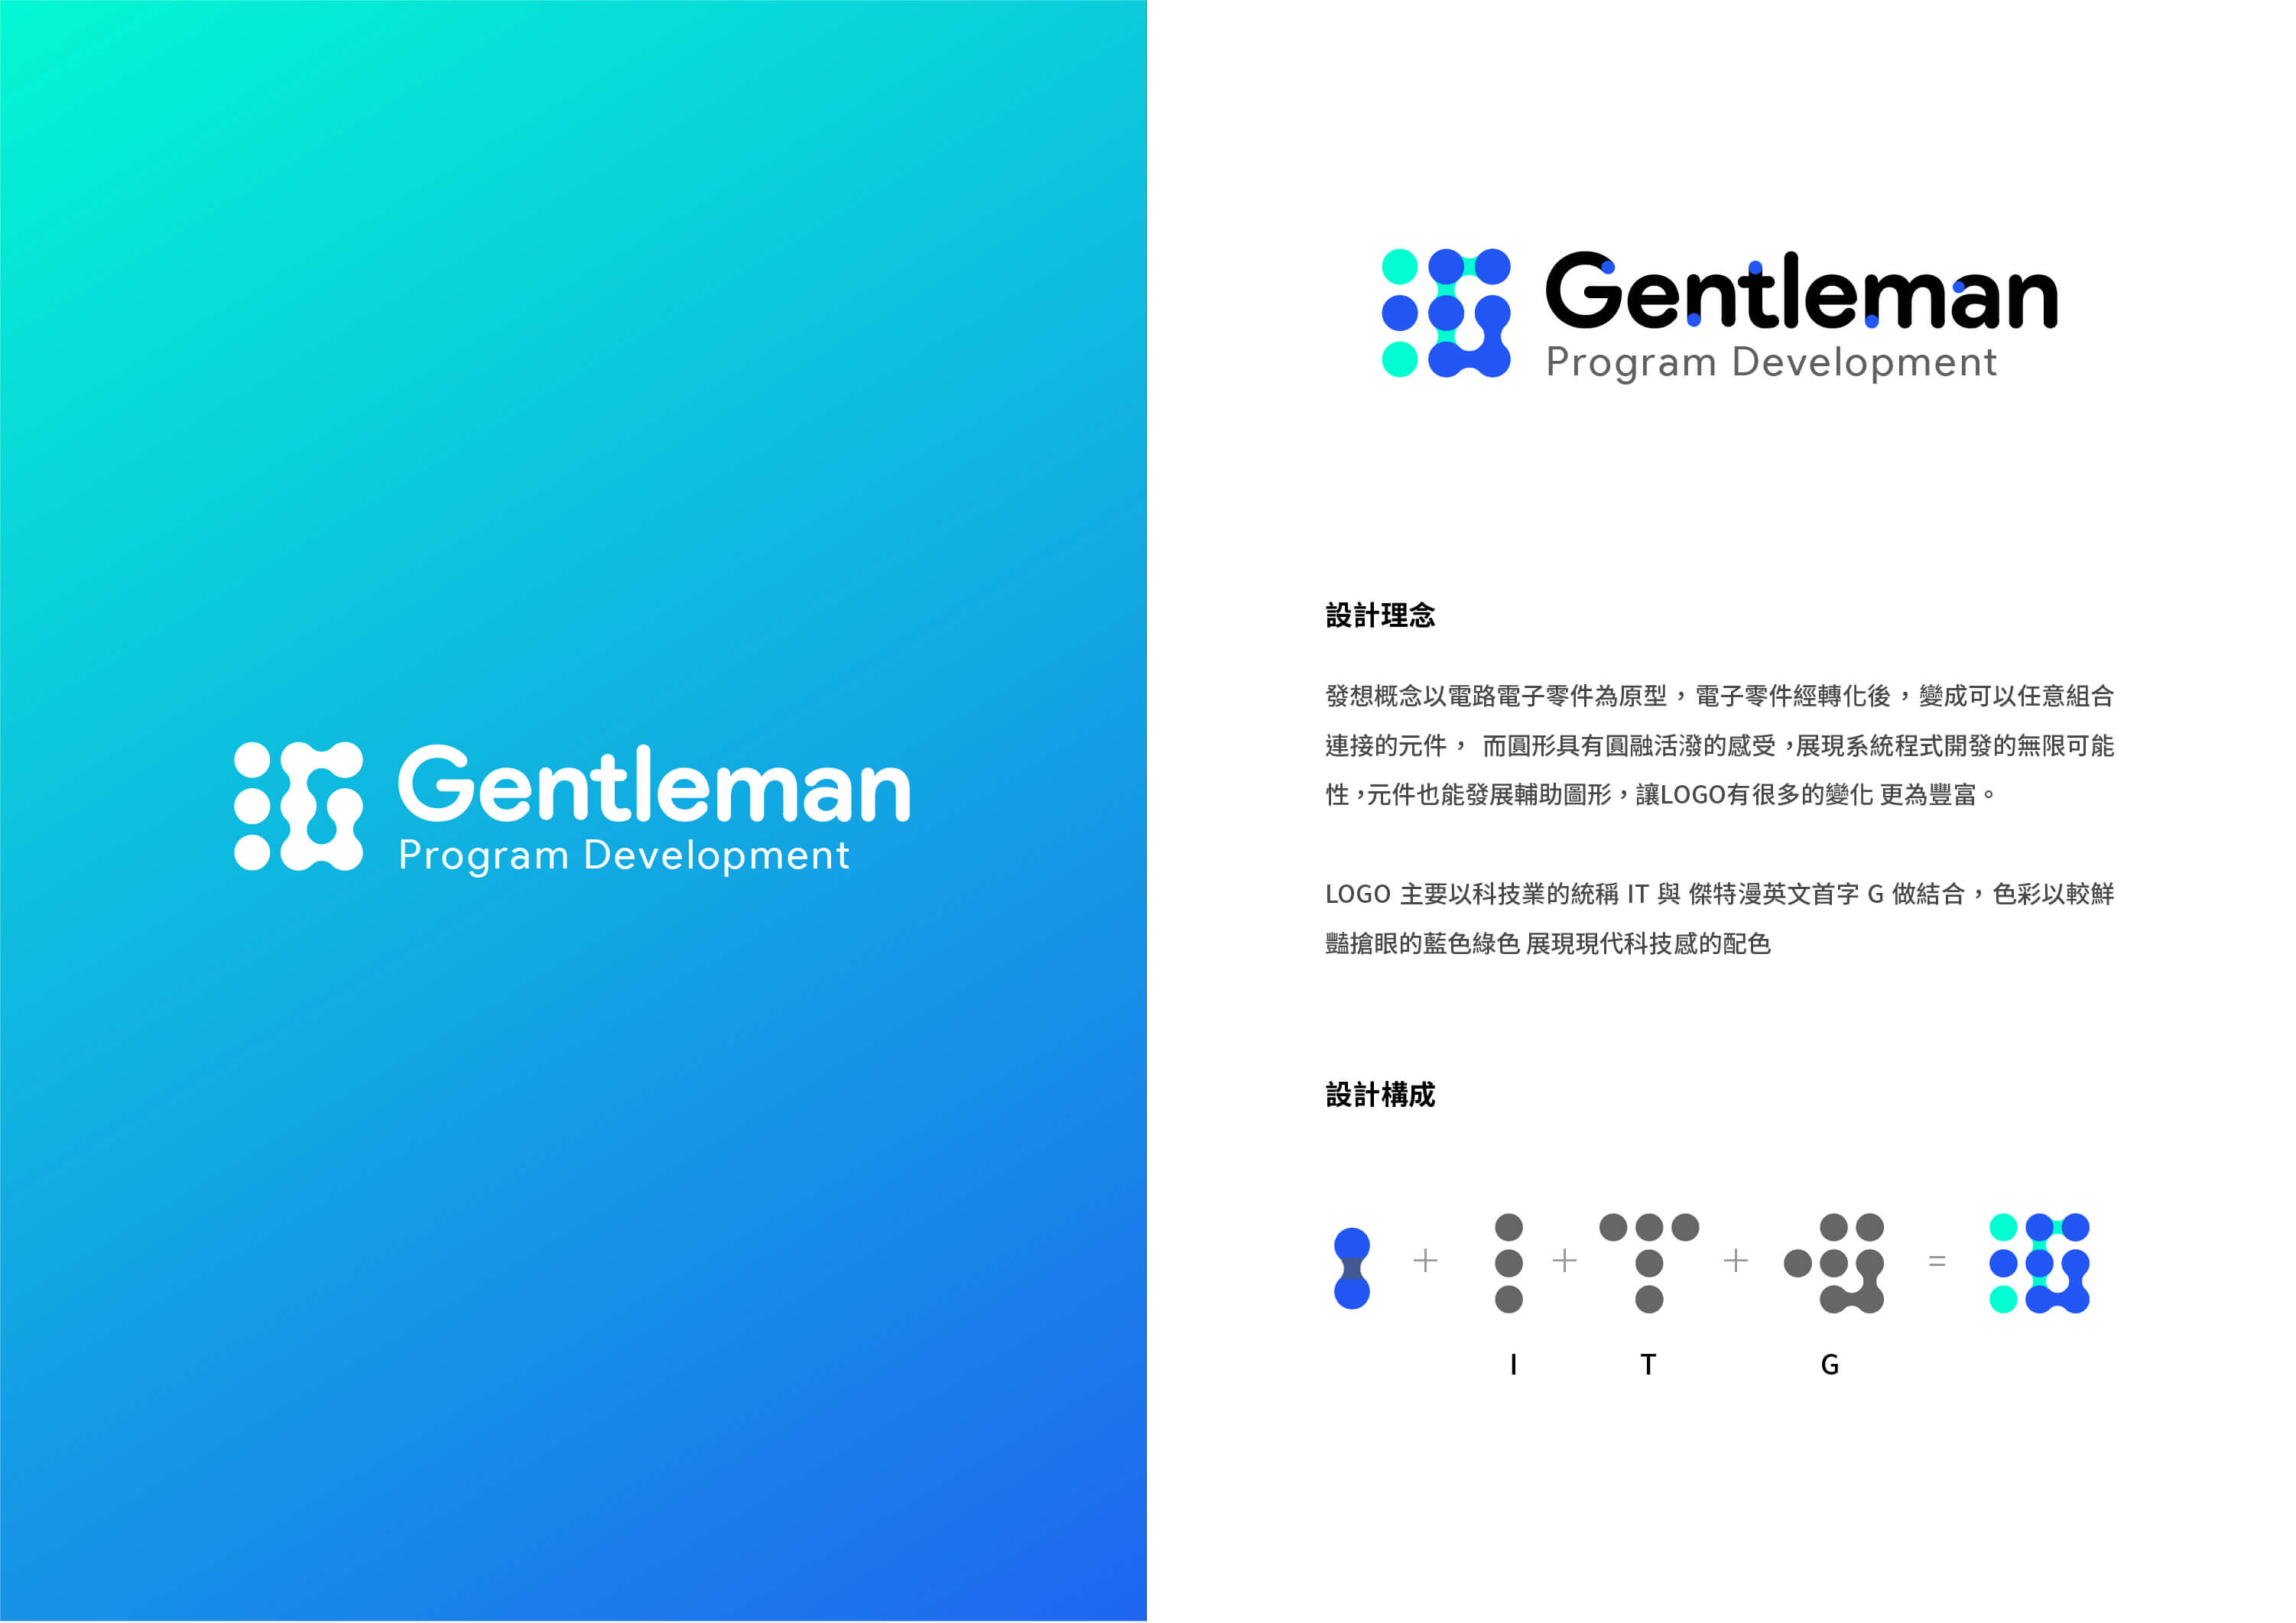 Gentleman
Program Development
Gentleman
Program Development
設計理念
發想概念以電路電子零件為原型，電子零件經轉化後，變成可以任意組合
連接的元件， 而圓形具有圓融活潑的感受，展現系統程式開發的無限可能
性，元件也能發展輔助圖形，讓LOGO有很多的變化 更為豐富。
LOGO 主要以科技業的統稱 IT 與 傑特漫英文首字 G 做結合，色彩以較鮮
豔搶眼的藍色綠色 展現現代科技感的配色
設計構成
+ + + =
I T G